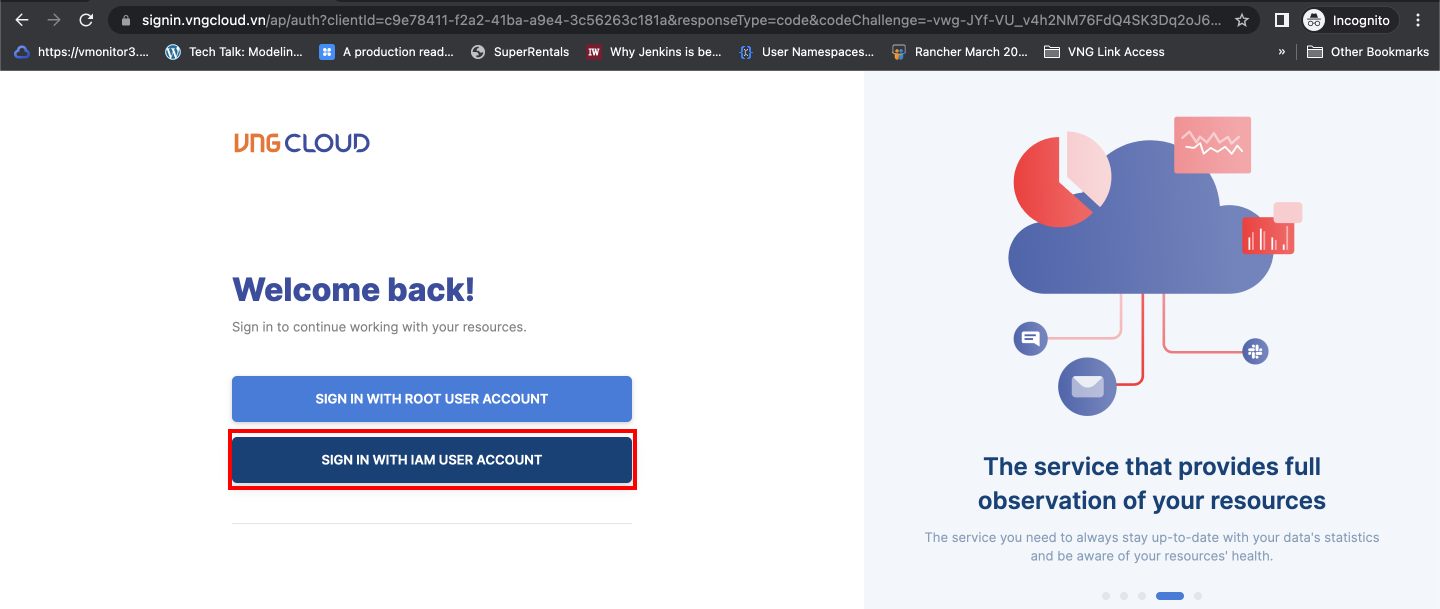 signin.vngcloud.vn/ap/auth?clientId=c9e78411-f2a2-41ba-a9e4-3c56263c181a&responseType=code&codeChallenge=-vwg-JYf-VU_v4h2NM76FdQ4SK3Dq2oJ6...
Incognito
https://vmonitor3....
Tech Talk: Modelin...
A production read...
SuperRentals
IW
Why Jenkins is be...
User Namespaces...
Rancher March 20...
VNG Link Access
»
Other Bookmarks
VNG CLOUD
Welcome back!
Sign in to continue working with your resources.
SIGN IN WITH ROOT USER ACCOUNT
SIGN IN WITH IAM USER ACCOUNT
The service that provides full
observation of your resources
The service you need to always stay up-to-date with your data's statistics
and be aware of your resources' health.